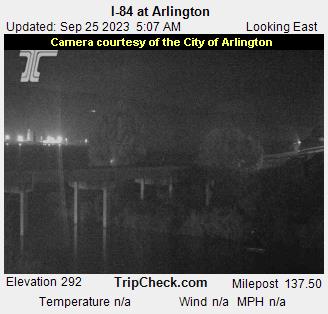 I-84 at Arlington
Updated: Sep 25 2023 5:07 AM Looking East
Camera courtesy of the City of Arlington
Elevation 292 TripCheck.com Milepost 137.50
Temperature n/a Wind n/a MPH n/a